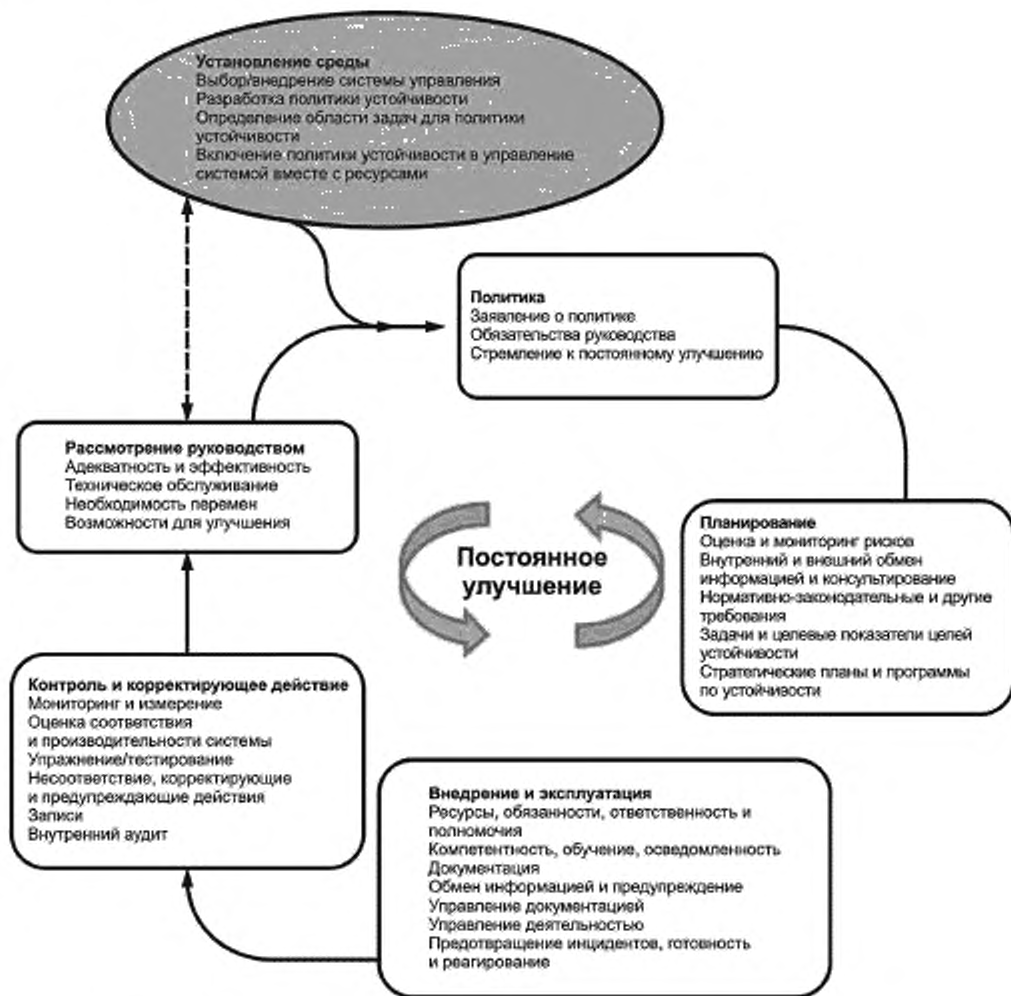 Установление среды
Выбор/внедрение системы управления
Разработка политики устойчивости
Определение области задач для политики
устойчивости
Включение политики устойчивости в управление
системой вместе с ресурсами
Политика
Заявление о политике
Обязательства руководства
Стремление к постоянному улучшению
Рассмотрение руководством
Адекватность и эффективность
Техническое обслуживание
Необходимость перемен
Возможности для улучшения
Постоянное
улучшение
Планирование
Оценка и мониторинг рисков
Внутренний и внешний обмен
информацией и консультирование
Нормативно-законодательные и другие
требования
Задачи и целевые показатели целей
устойчивости
Стратегические планы и программы
по устойчивости
Контроль и корректирующее действие
Мониторинг и измерение
Оценка соответствия
и производительности системы
Упражнение/тестирование
Несоответствие, корректирующие
и предупреждающие действия
Записи
Внутренний аудит
Внедрение и эксплуатация
Ресурсы, обязанности, ответственность и
полномочия
Компетентность, обучение, осведомленность
Документация
Обмен информацией и предупреждение
Управление документацией
Управление деятельностью
Предотвращение инцидентов, готовность
и реагирование